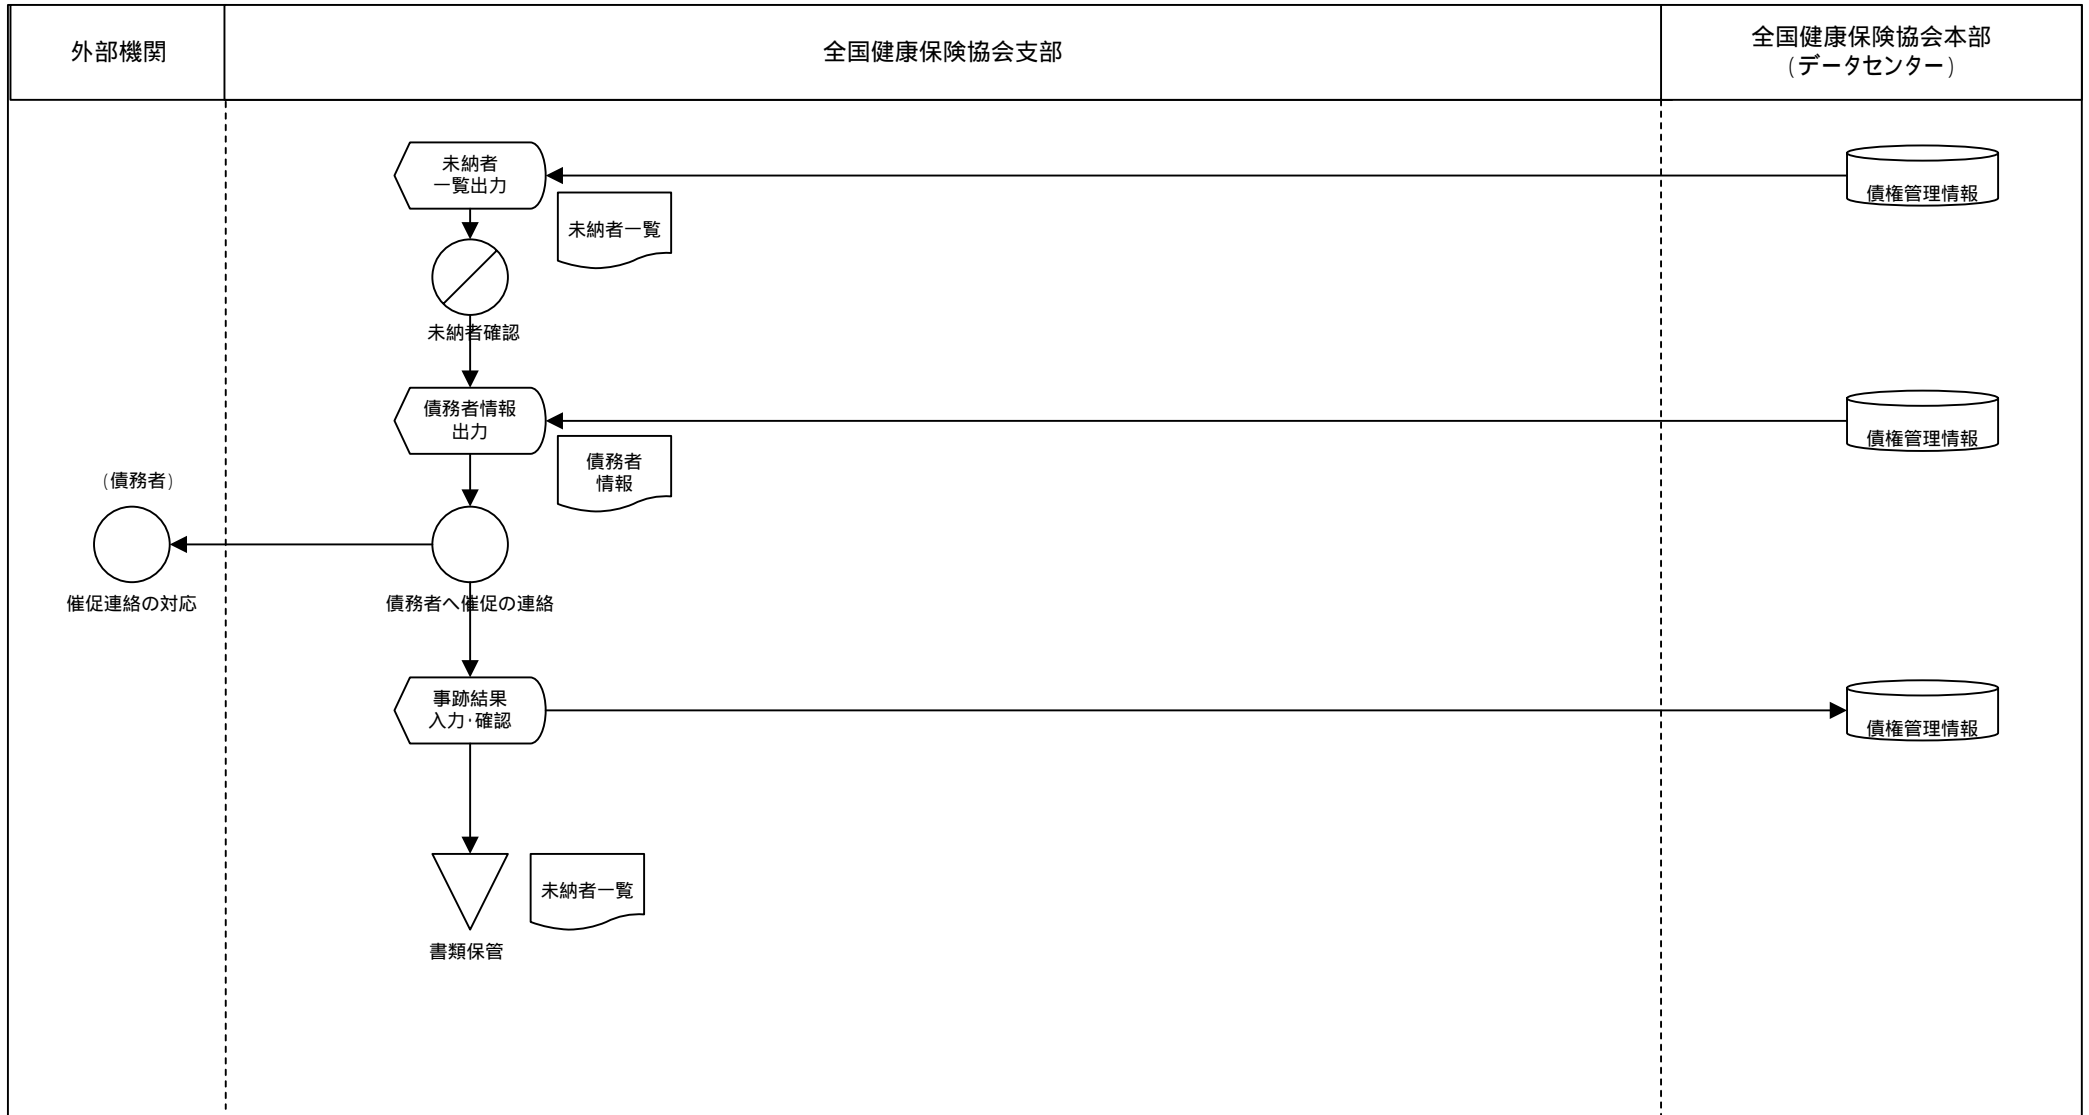 外部機関
全国健康保険協会支部
全国健康保険協会本部
(データセンター)
未納者
一覧出力
債権管理情報
未納者一覧
未納者確認
債務者情報
出力
債権管理情報
債務者
情報
(債務者)
催促連絡の対応
債務者へ催促の連絡
事跡結果
入力・確認
債権管理情報
未納者一覧
書類保管